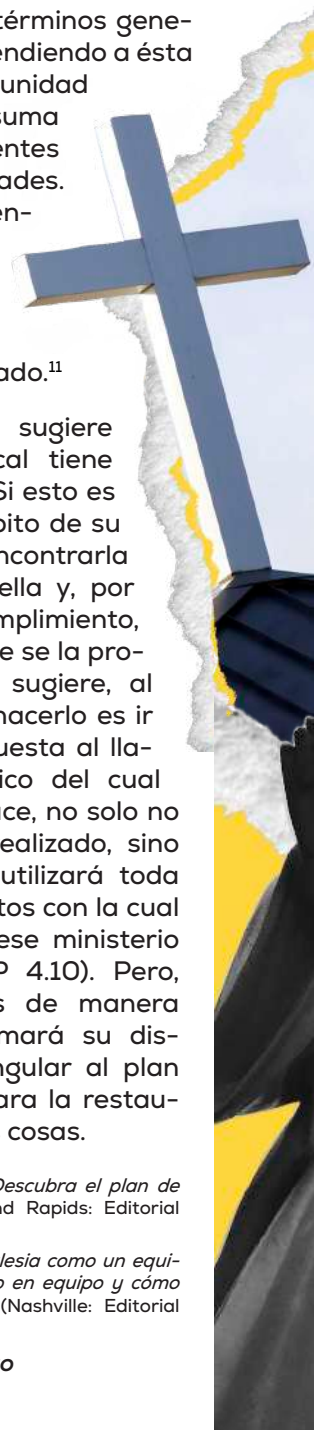 términos gene-
endiendo a ésta
unidad
suma
entes
ades.
en-
ado.¹¹
sugiere
cal tiene
Si esto es
bito de su
ncontrarla
ella y, por
mplimiento,
e se la pro-
sugiere, al
hacerlo es ir
uesta al lla-
ico del cual
ace, no solo no
ealizado, sino
utilizará toda
tos con la cual
ese ministerio
P 4.10). Pero,
s de manera
mará su dis-
ngular al plan
ara la restau-
cosas.
Descubra el plan de
nd Rapids: Editorial
lesia como un equi-
o en equipo y cómo
(Nashville: Editorial
o